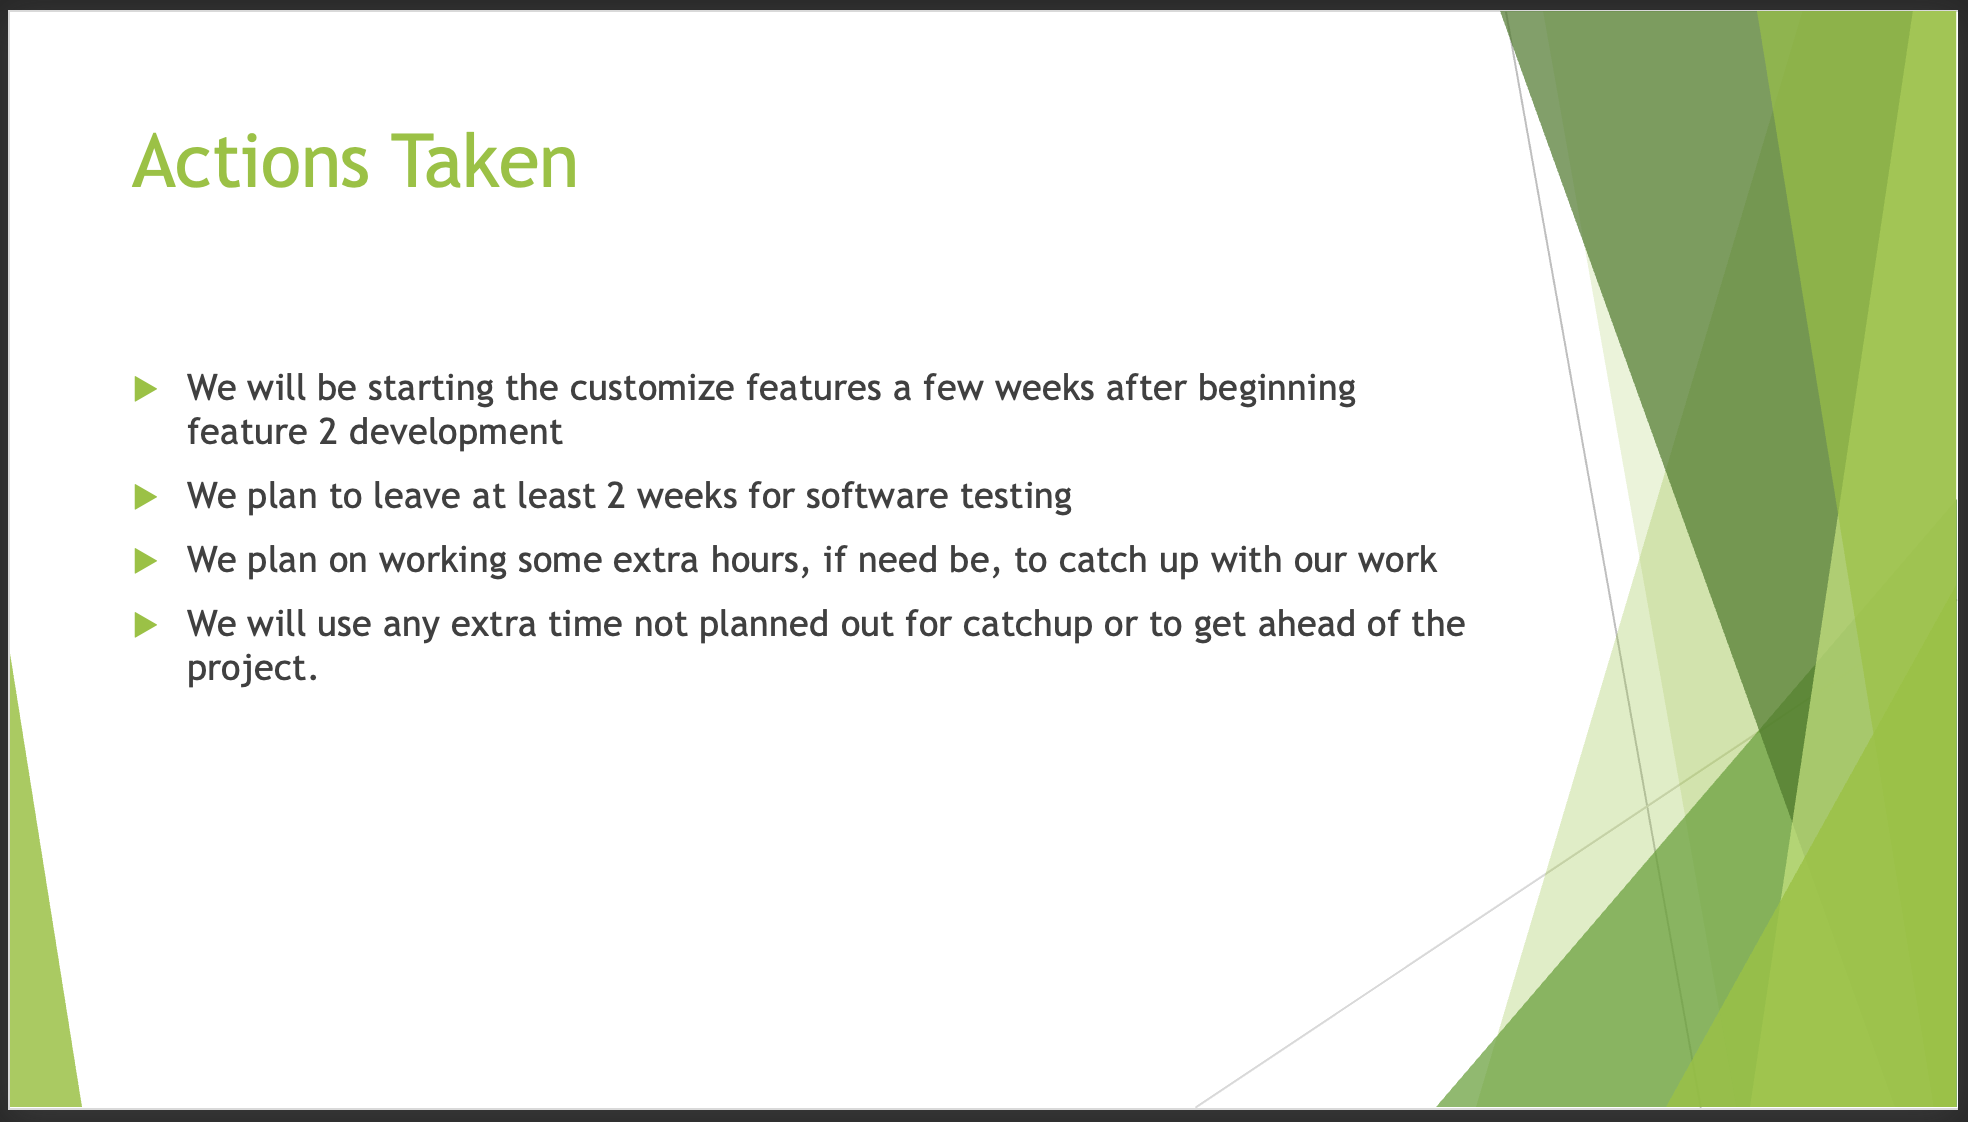 Actions Taken
We will be starting the customize features a few weeks after beginning
feature 2 development
We plan to leave at least 2 weeks for software testing
We plan on working some extra hours, if need be, to catch up with our work
We will use any extra time not planned out for catchup or to get ahead of the
project.